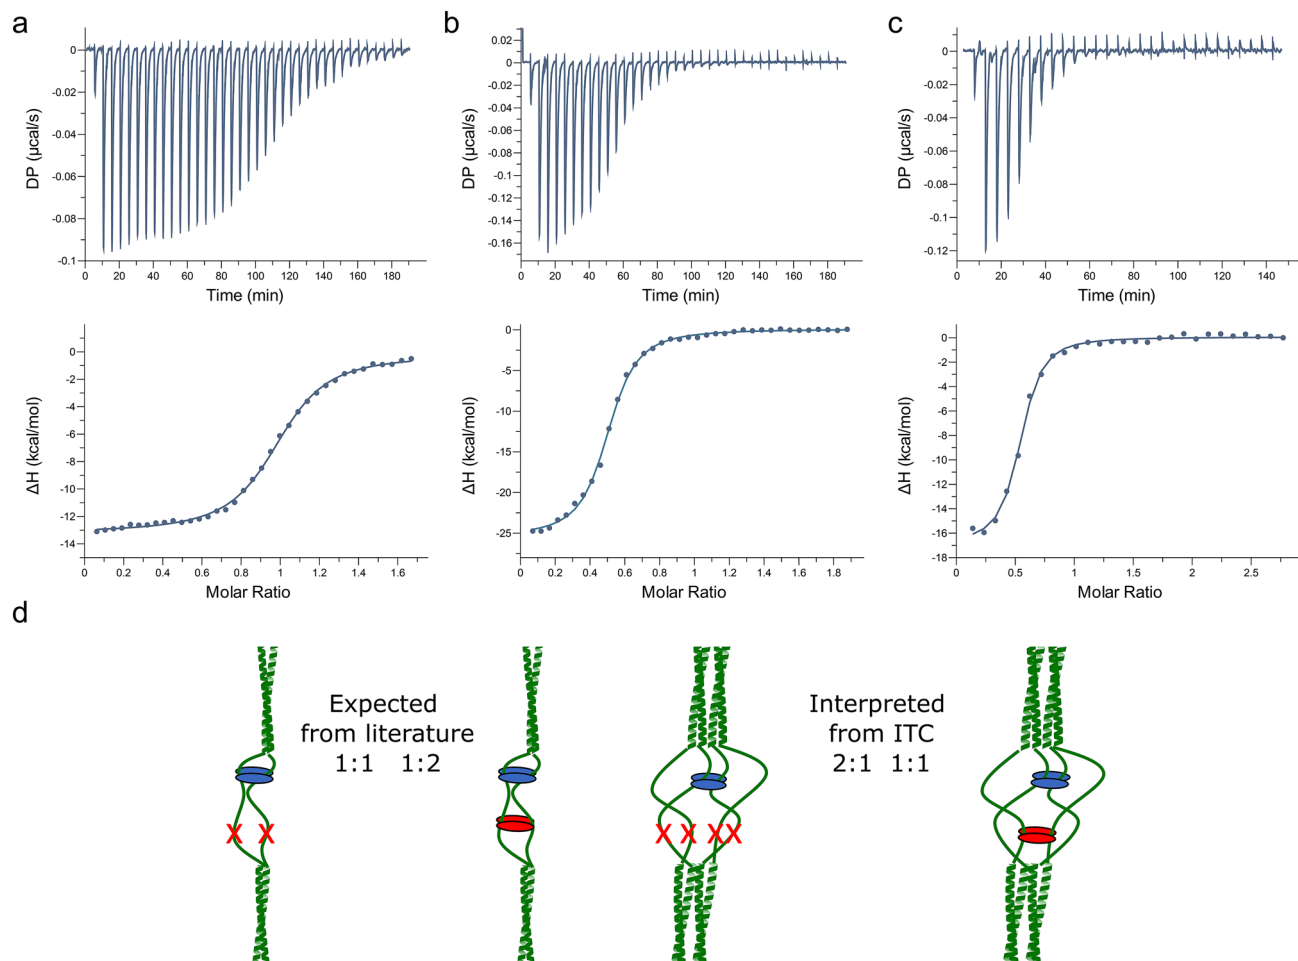 a
0
-0.02
-0.04
-0.06
-0.08
-0.1
DP (μcal/s)
0 20 40 60 80 100 120 140 160 180
Time (min)
b
0.02
0
-0.02
-0.04
-0.06
-0.08
-0.1
-0.12
-0.14
-0.16
DP (μcal/s)
0 20 40 60 80 100 120 140 160 180
Time (min)
c
0
-0.02
-0.04
-0.06
-0.08
-0.1
-0.12
DP (μcal/s)
0 20 40 60 80 100 120 140
Time (min)
0
-2
-4
-6
-8
-10
-12
-14
ΔH (kcal/mol)
0 0.2 0.4 0.6 0.8 1 1.2 1.4 1.6
Molar Ratio
0
-5
-10
-15
-20
-25
ΔH (kcal/mol)
0 0.2 0.4 0.6 0.8 1 1.2 1.4 1.6 1.8
Molar Ratio
0
-2
-4
-6
-8
-10
-12
-14
-16
-18
ΔH (kcal/mol)
0 0.5 1 1.5 2 2.5
Molar Ratio
d
Expected
from literature
1:1 1:2
X X
Interpreted
from ITC
2:1 1:1
X X X X